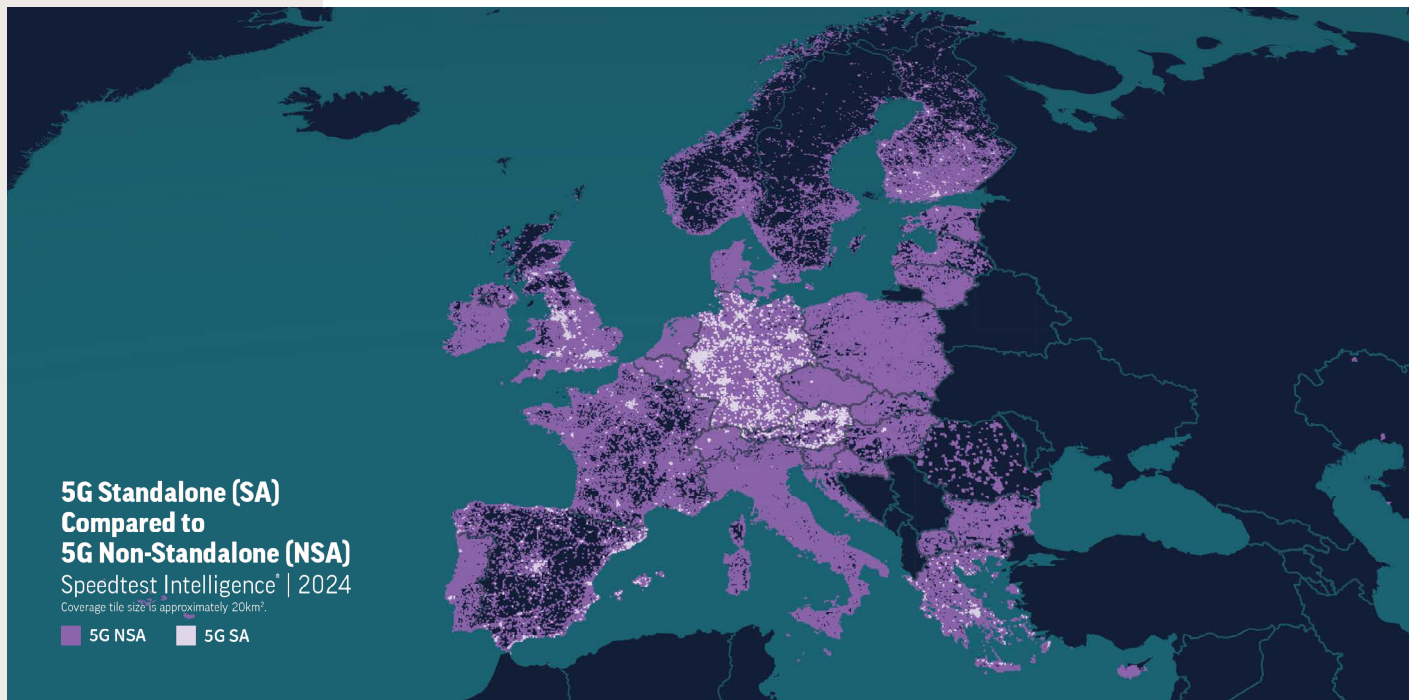 5G Standalone (SA)
Compared to
5G Non-Standalone (NSA)
Speedtest Intelligence® | 2024
Coverage tile size is approximately 20km².
5G NSA
5G SA